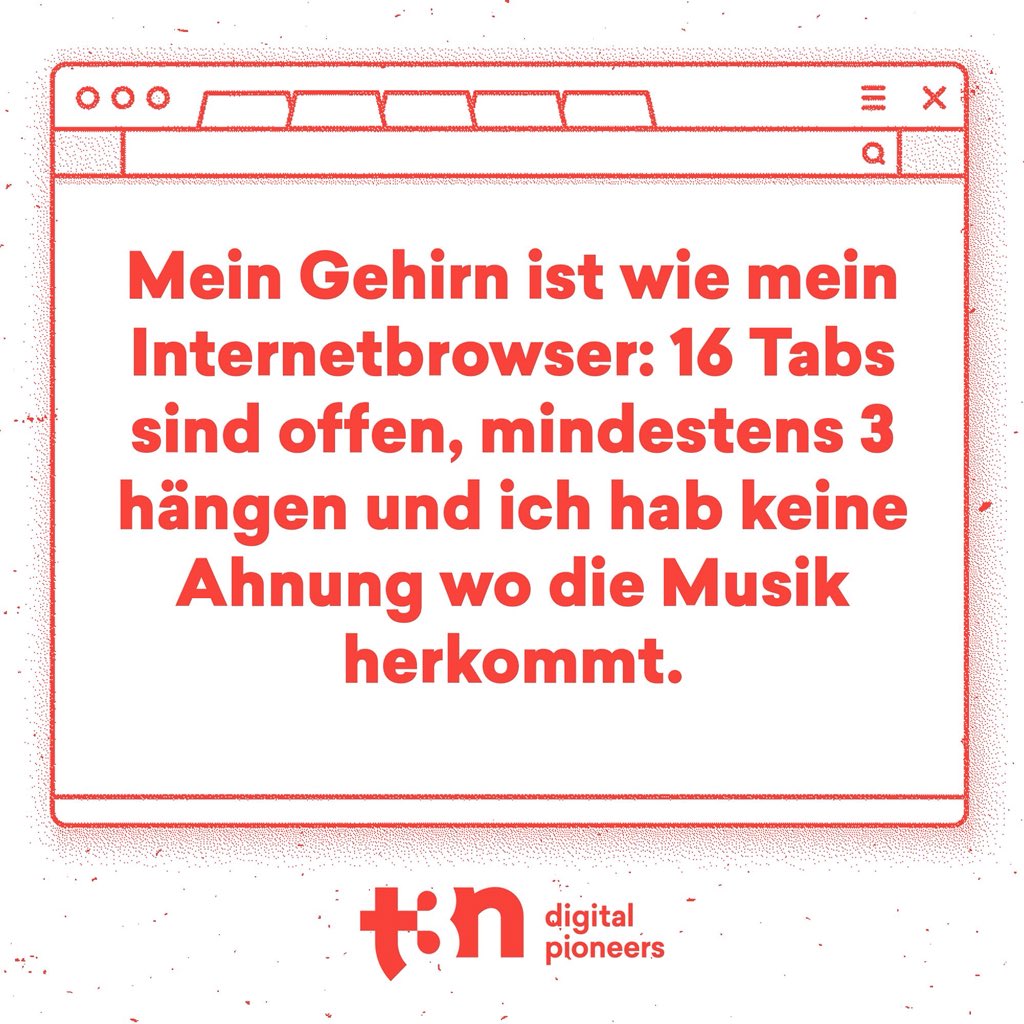 Mein Gehirn ist wie mein
Internetbrowser: 16 Tabs
sind offen, mindestens 3
hängen und ich hab keine
Ahnung wo die Musik
herkommt.
t3n
digital
pioneers